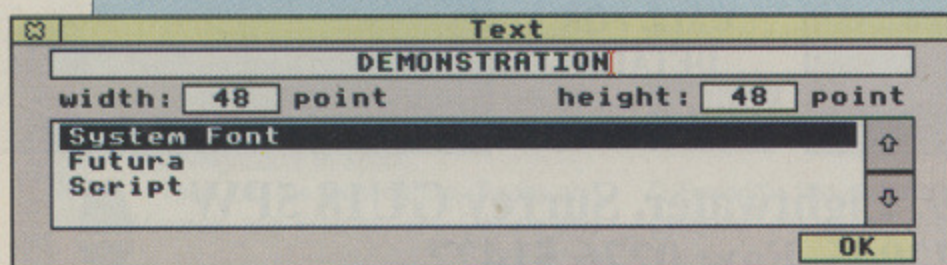 Text
DEMONSTRATION
width: 48 point height: 48 point
System Font
Futura
Script
OK